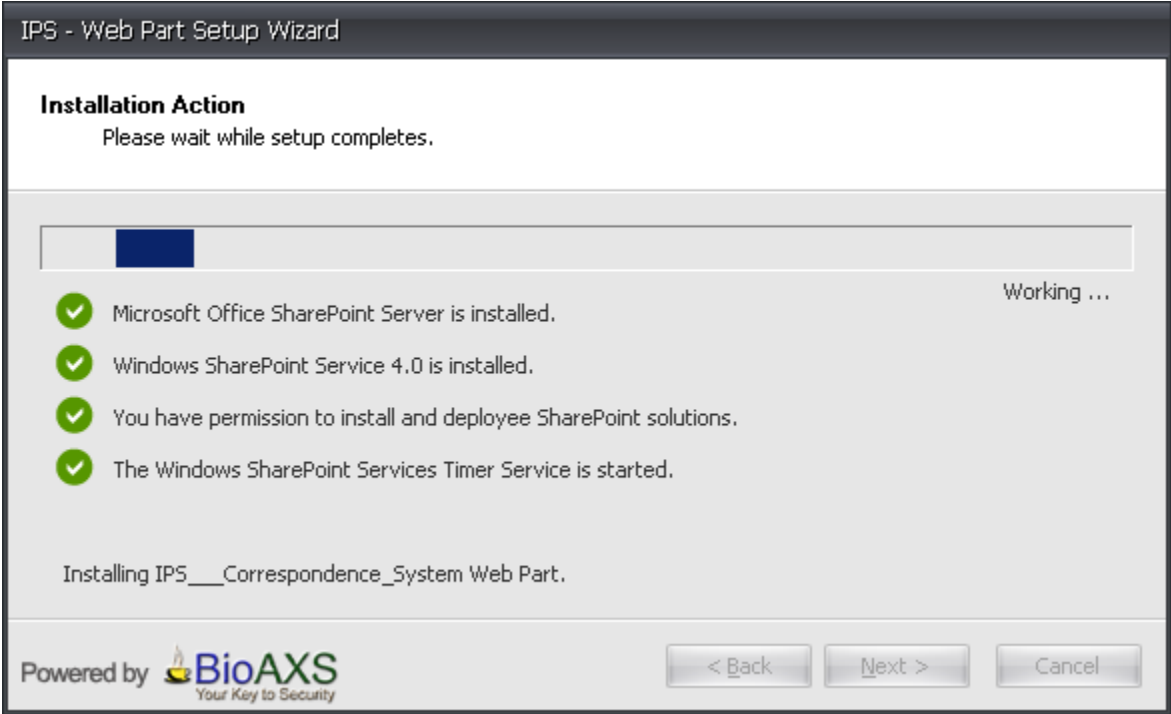 IPS - Web Part Setup Wizard
Installation Action
Please wait while setup completes.
Working ...
Microsoft Office SharePoint Server is installed.
Windows SharePoint Service 4.0 is installed.
You have permission to install and deployee SharePoint solutions.
The Windows SharePoint Services Timer Service is started.
Installing IPS___Correspondence_System Web Part.
Powered by BioAXS
Your Key to Security
< Back Next > Cancel